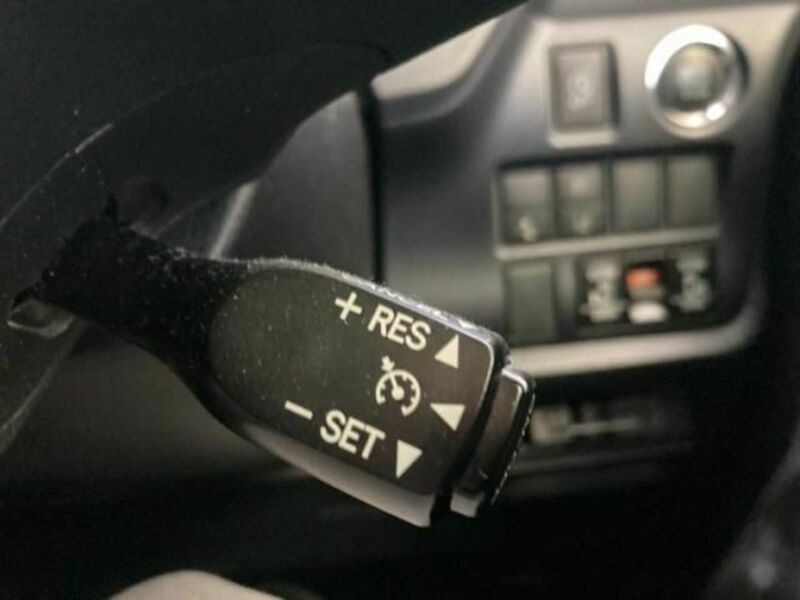 + RES ▲
◀
− SET ▼